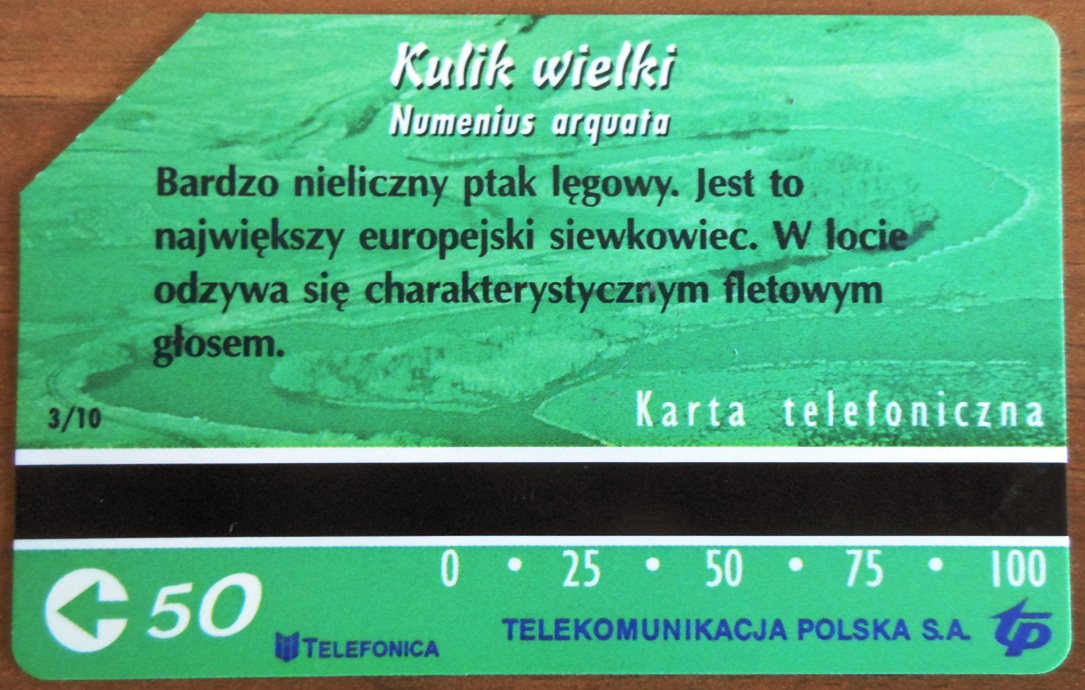 Kulik wielki
Numenius arquata
Bardzo nieliczny ptak lęgowy. Jest to
największy europejski siewkowiec. W locie
odzywa się charakterystycznym fletowym
głosem.
3/10
Karta telefoniczna
0 • 25 • 50 • 75 • 100
50
TELEFONICA
TELEKOMUNIKACJA POLSKA S.A.
tp